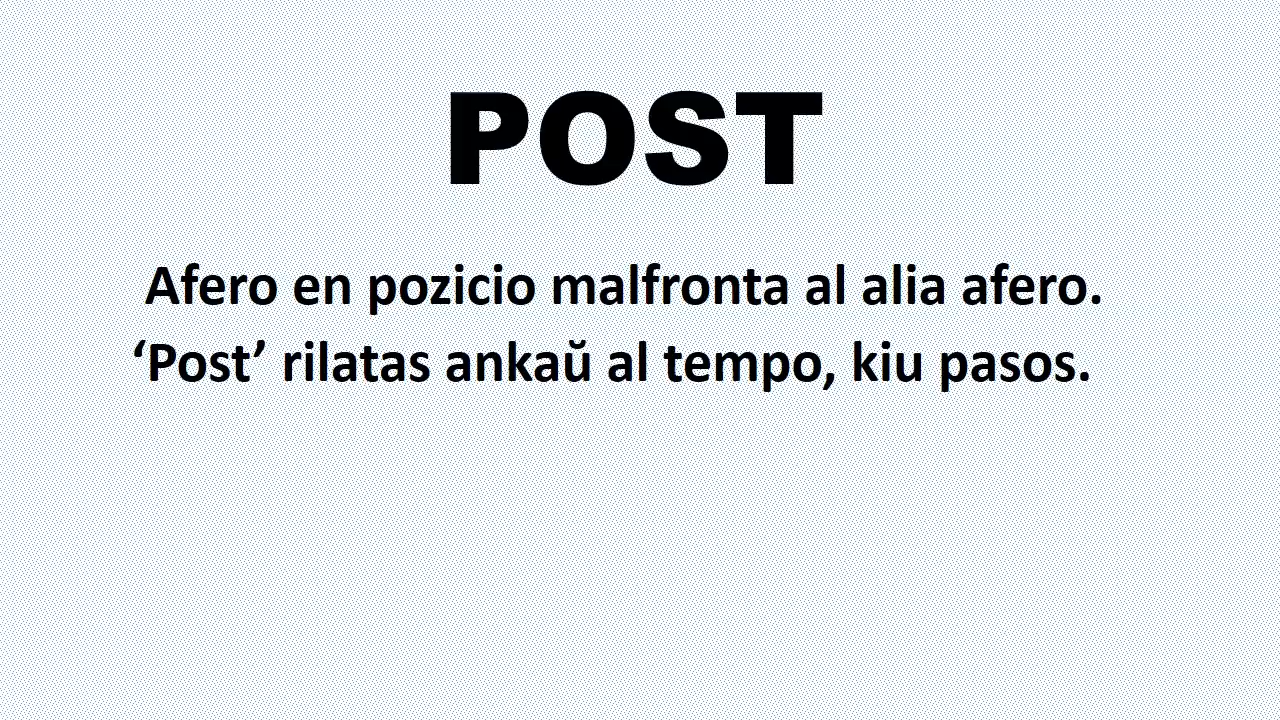 POST
Afero en pozicio malfronta al alia afero.
‘Post’ rilatas ankaŭ al tempo, kiu pasos.